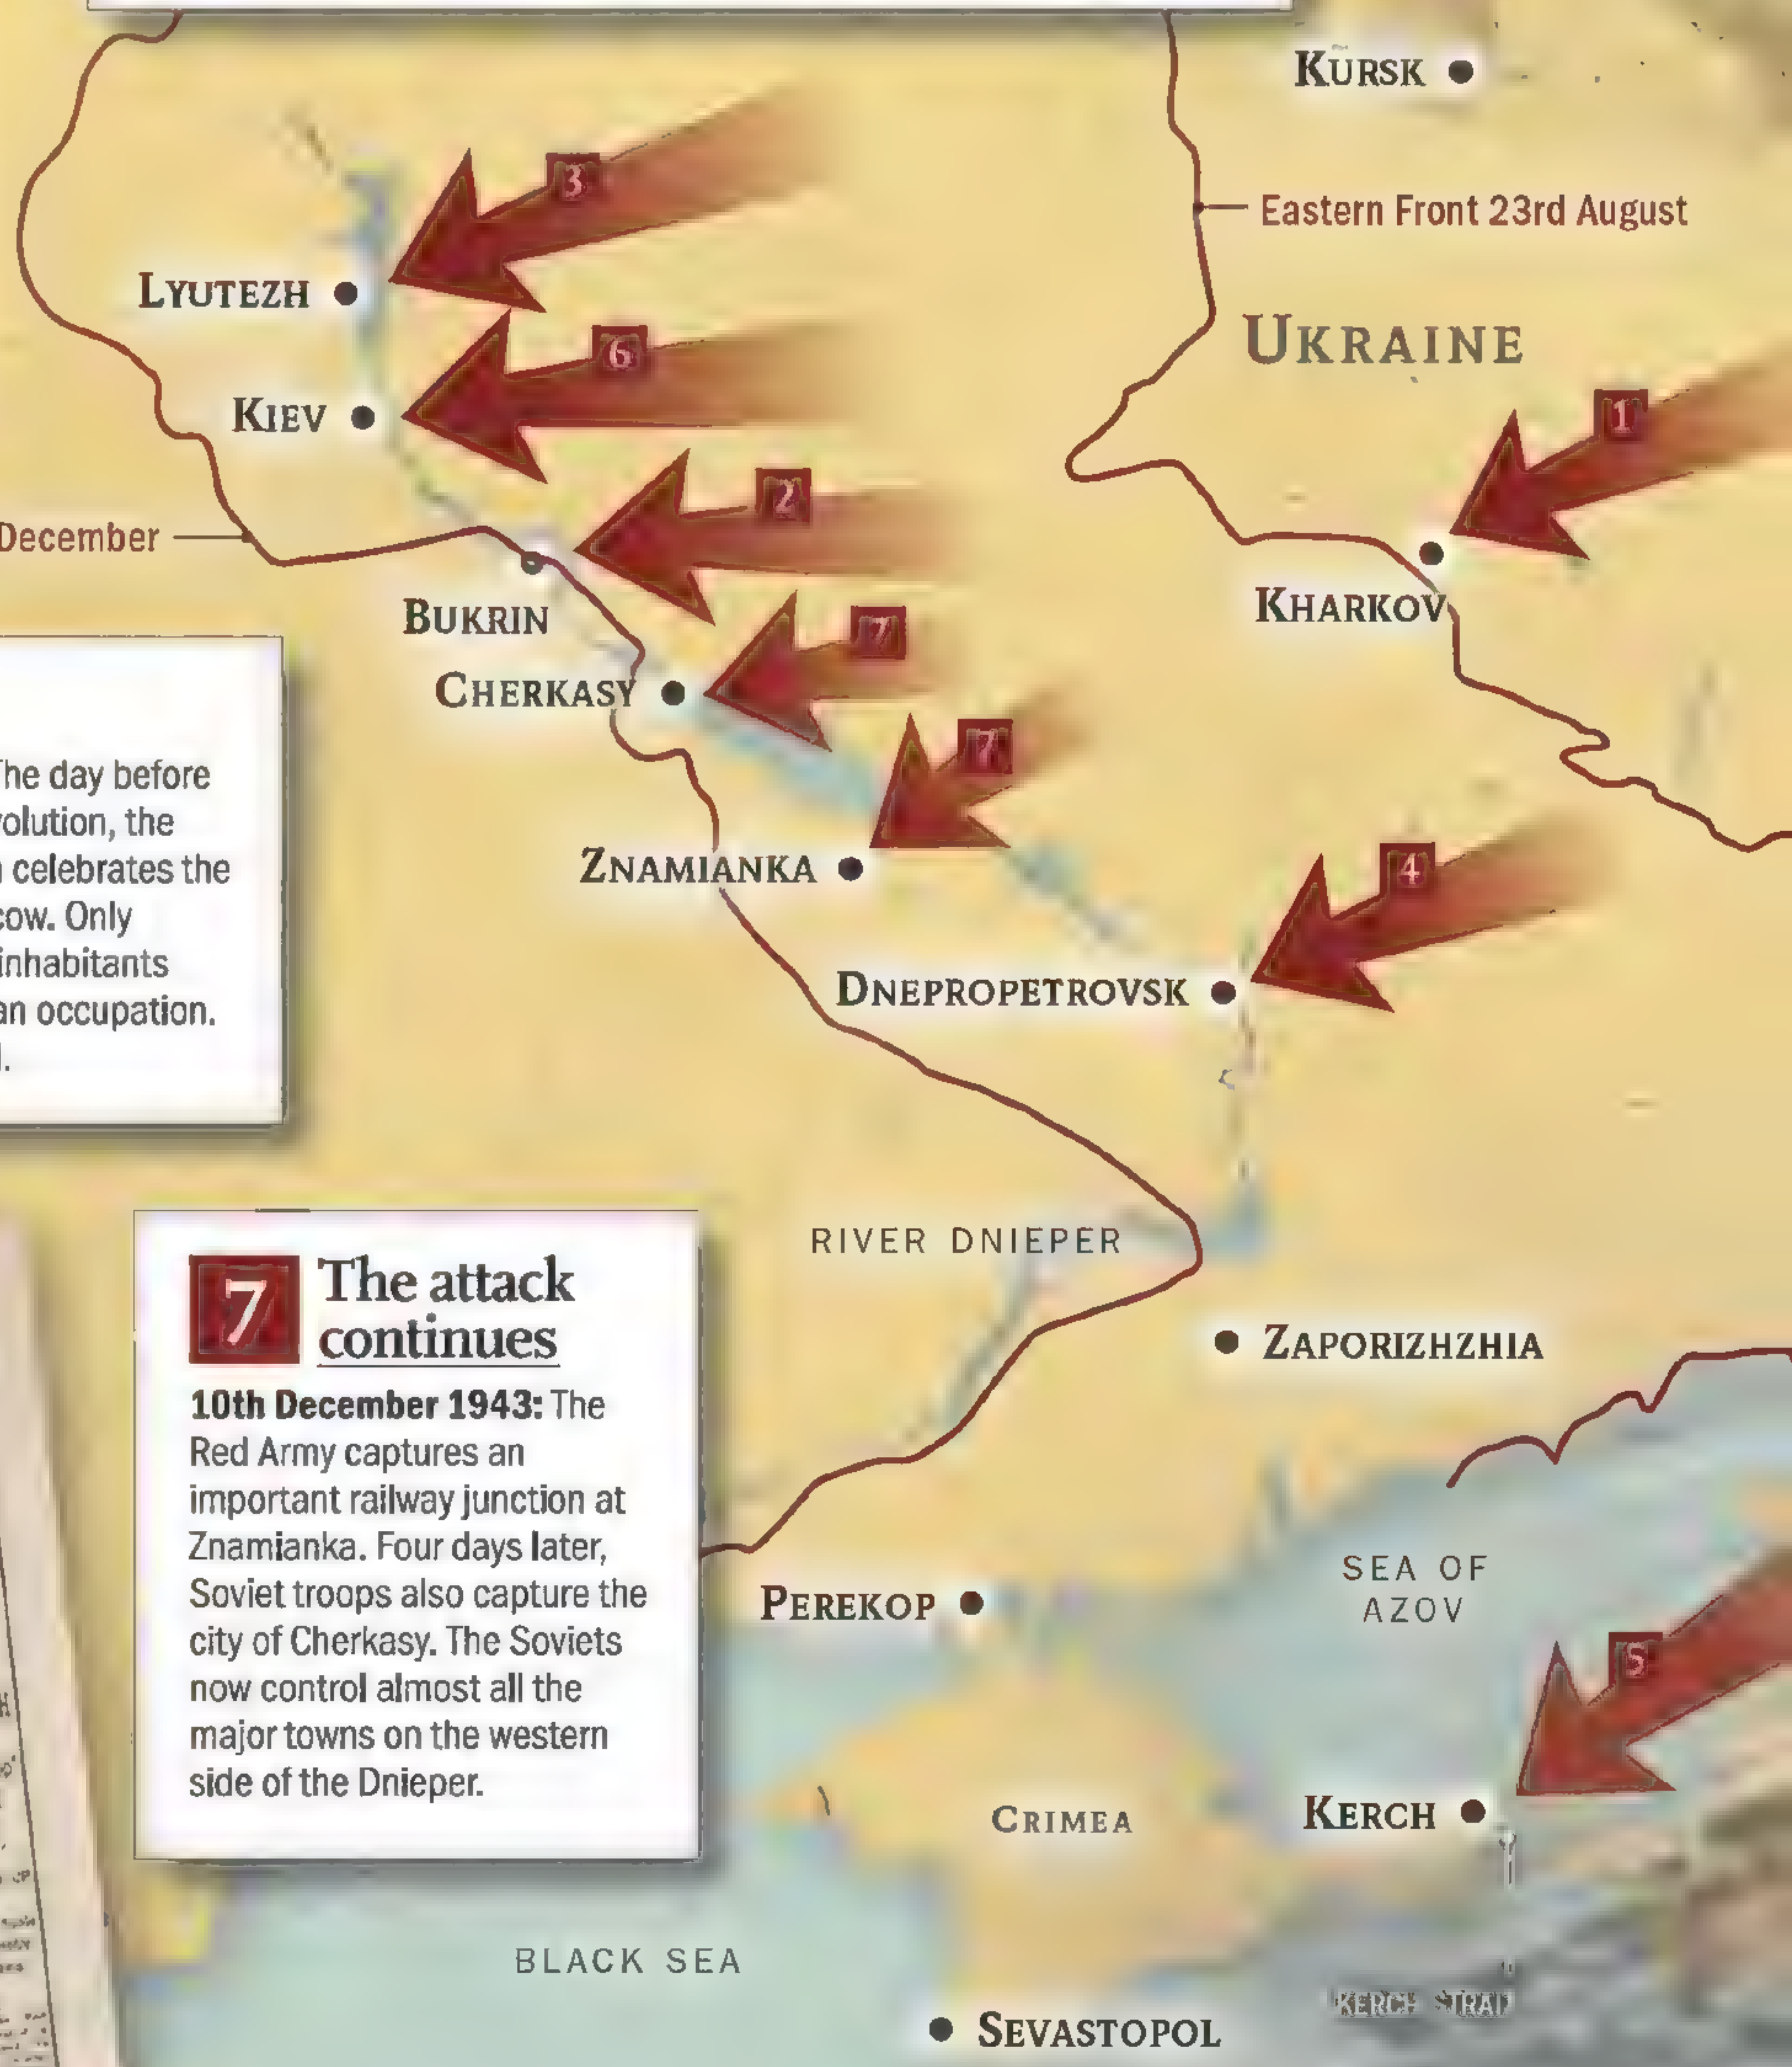 KURSK
3
Eastern Front 23rd August
LYUTEZH
UKRAINE
6
KIEV
1
2
December
KHARKOV
BUKRIN
7
CHERKASY
7
The day before
volution, the
celebrates the
cow. Only
inhabitants
an occupation.
ZNAMIANKA
4
DNEPROPETROVSK
RIVER DNIEPER
7 The attack
continues
10th December 1943: The
Red Army captures an
important railway junction at
Znamianka. Four days later,
Soviet troops also capture the
city of Cherkasy. The Soviets
now control almost all the
major towns on the western
side of the Dnieper.
ZAPORIZHZHIA
SEA OF
AZOV
PEREKOP
5
CRIMEA
KERCH
BLACK SEA
KERCH STRAIT
SEVASTOPOL